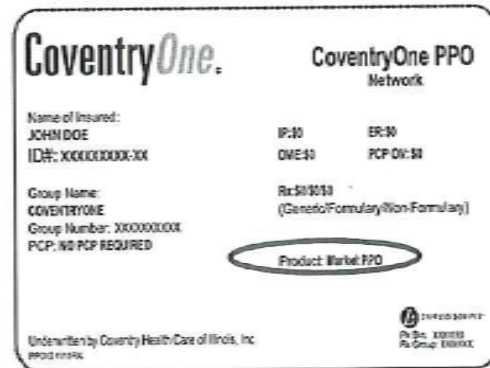 CoventryOne.
CoventryOne PPO
Network
Name of Insured:
JOHN DOE
ID#: XXXXXXXXX-XX
IP:$0 ER:$0
DME:$0 PCP OV:$0
Group Name:
COVENTRYONE
Group Number: XXXXXXXXXX
PCP: NO PCP REQUIRED
Rx:$0/$0/$0
(Generic/Formulary/Non-Formulary)
Product: Market PPO
Underwritten by Coventry Health Care of Illinois, Inc